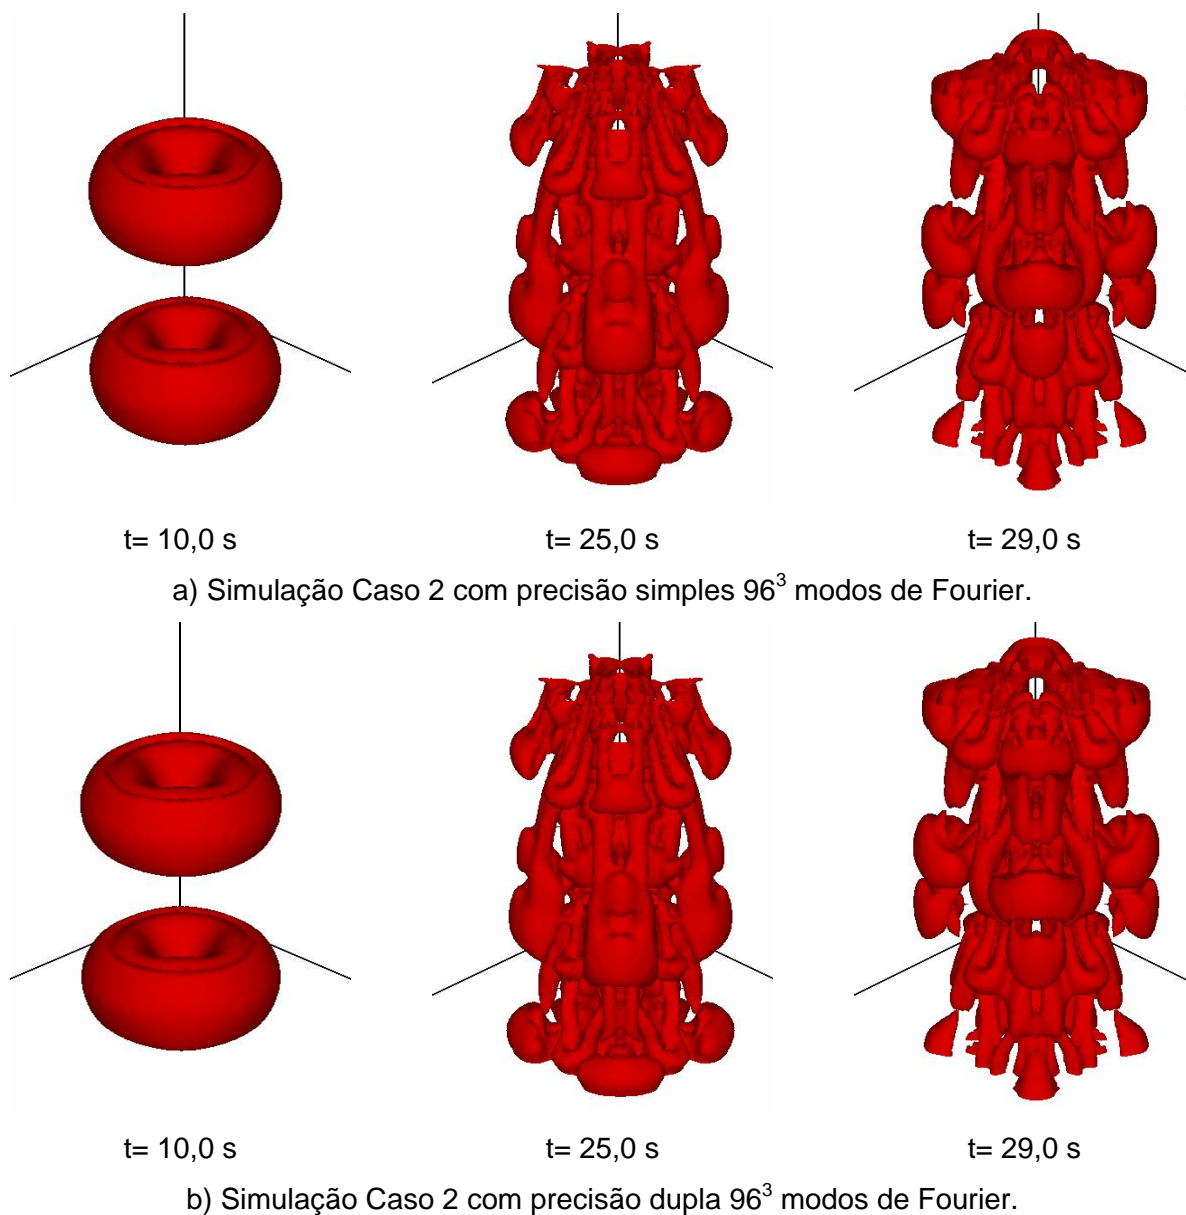 t= 10,0 s t= 25,0 s t= 29,0 s
a) Simulação Caso 2 com precisão simples 96³ modos de Fourier.
t= 10,0 s t= 25,0 s t= 29,0 s
b) Simulação Caso 2 com precisão dupla 96³ modos de Fourier.